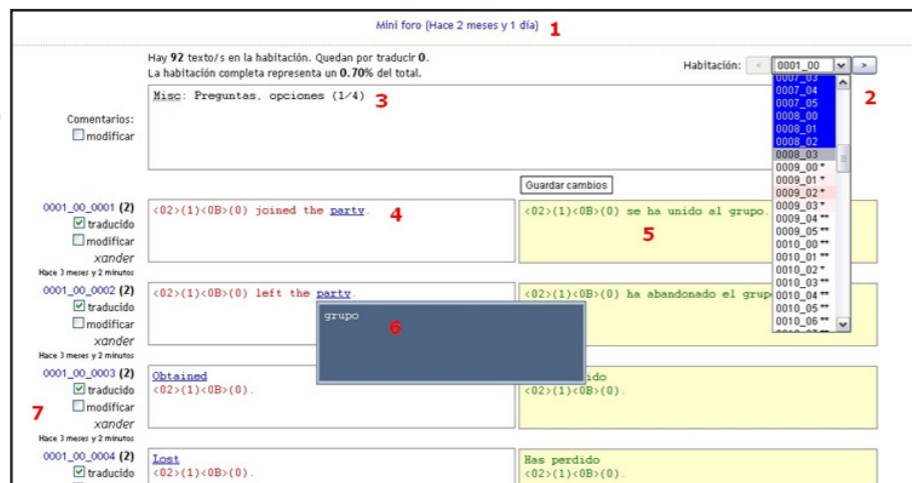 Mini foro (Hace 2 meses y 1 día) 1
Hay 92 texto/s en la habitación. Quedan por traducir 0.
La habitación completa representa un 0.70% del total.
Habitación: < 0001_00 >
2
0007_03
0007_04
0007_05
0008_00
0008_01
0008_02
0008_03
0009_00 *
0009_01 *
0009_02 *
0009_03 *
0009_04 **
0009_05 **
0010_00 **
0010_01 **
0010_02 *
0010_03 **
0010_04 **
0010_05 **
0010_06 **
Comentarios:
modificar
Misc: Preguntas, opciones (1/4) 3
Guardar cambios
0001_00_0001 (2)
traducido
modificar
xander
Hace 3 meses y 2 minutos
<02>(1)<0B>(0) joined the party. 4
<02>(1)<0B>(0) se ha unido al grupo.
5
0001_00_0002 (2)
traducido
modificar
xander
Hace 3 meses y 2 minutos
<02>(1)<0B>(0) left the party.
<02>(1)<0B>(0) ha abandonado el
grupo 6
0001_00_0003 (2)
traducido
modificar
xander
Hace 3 meses y 2 minutos
7
Obtained
<02>(1)<0B>(0).
<02>(1)<0B>(0).
0001_00_0004 (2)
traducido
Lost
<02>(1)<0B>(0).
Has perdido
<02>(1)<0B>(0).